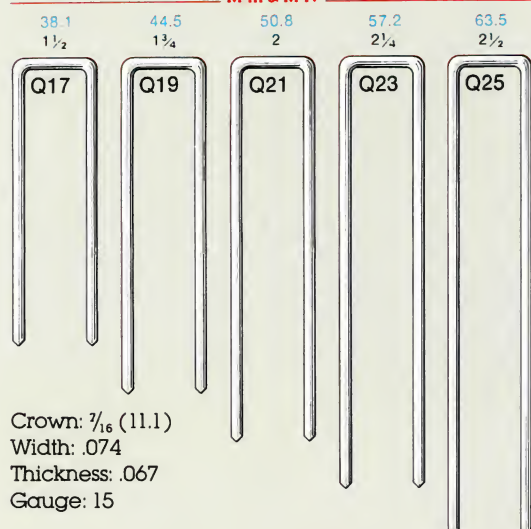 38.1 44.5 50.8 57.2 63.5
1½ 1¾ 2 2¼ 2½
Q17 Q19 Q21 Q23 Q25
Crown: 7/16 (11.1)
Width: .074
Thickness: .067
Gauge: 15